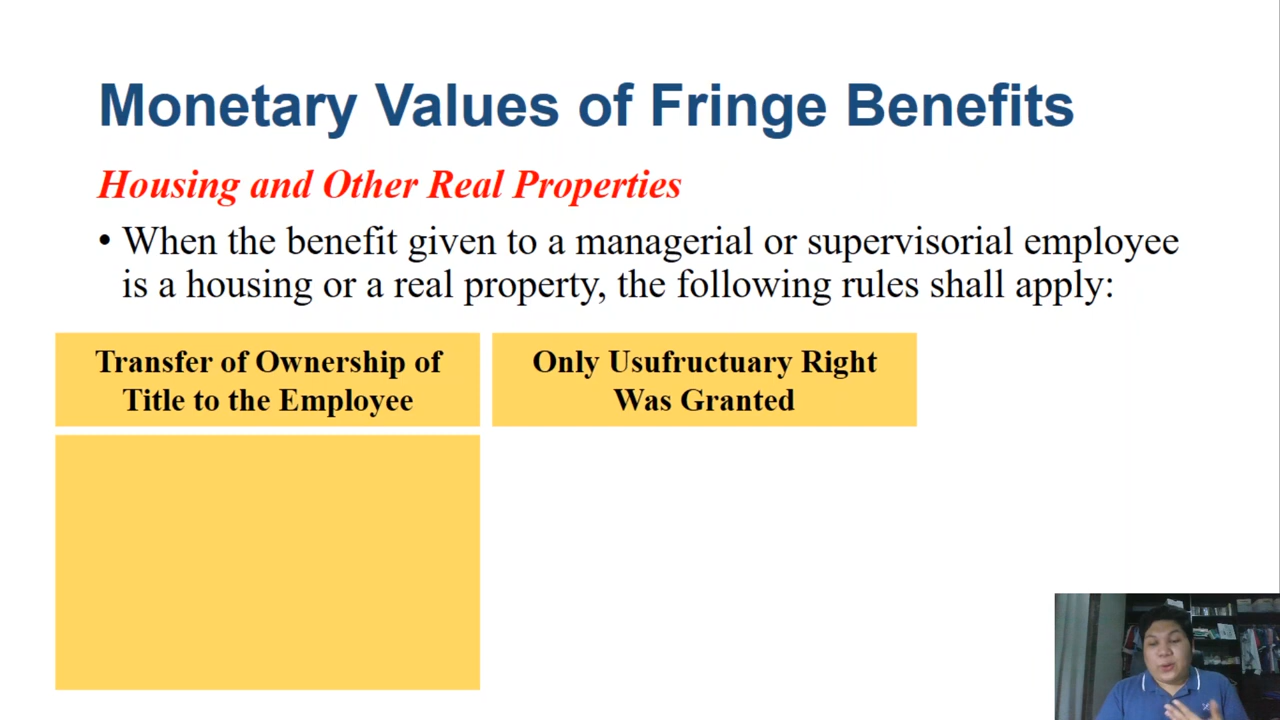 Monetary Values of Fringe Benefits
Housing and Other Real Properties
• When the benefit given to a managerial or supervisorial employee
is a housing or a real property, the following rules shall apply:
Transfer of Ownership of
Title to the Employee
Only Usufructuary Right
Was Granted